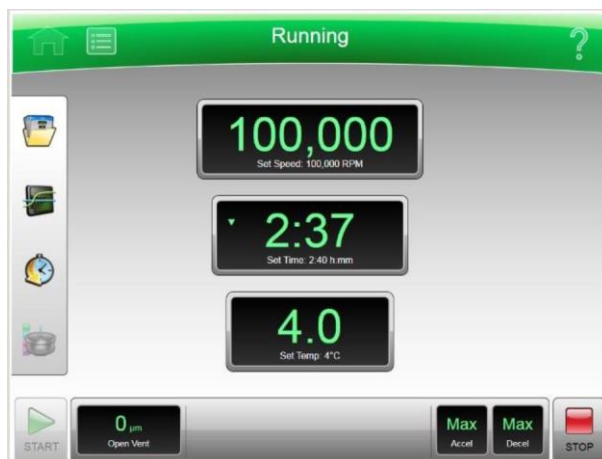 Running
?
100,000
Set Speed: 100,000 RPM
2:37
Set Time: 2:40 h:mm
4.0
Set Temp: 4°C
START
0 µm
Open Vent
Max
Accel
Max
Decel
STOP